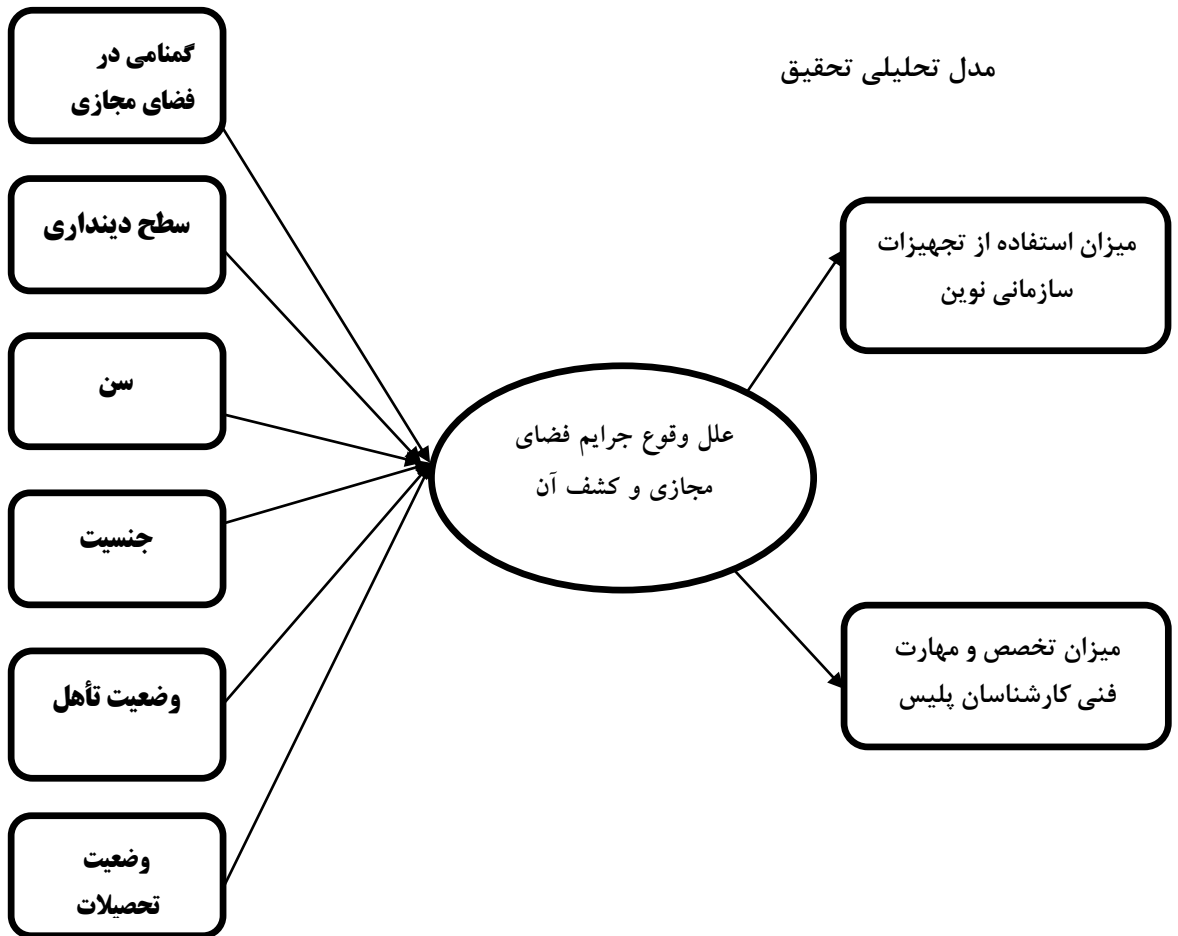 مدل تحلیلی تحقیق
گمنامی در
فضای مجازی
سطح دینداری
سن
جنسیت
وضعیت تأهل
وضعیت
تحصیلات
علل وقوع جرایم فضای
مجازی و کشف آن
میزان استفاده از تجهیزات
سازمانی نوین
میزان تخصص و مهارت
فنی کارشناسان پلیس